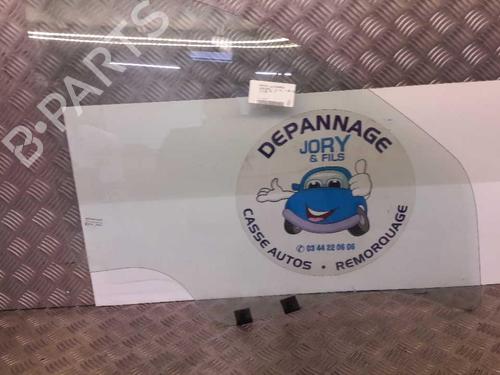 B-PARTS
DEPANNAGE
JORY
& FILS
✆ 03 44 22 06 06
CASSE AUTOS • REMORQUAGE